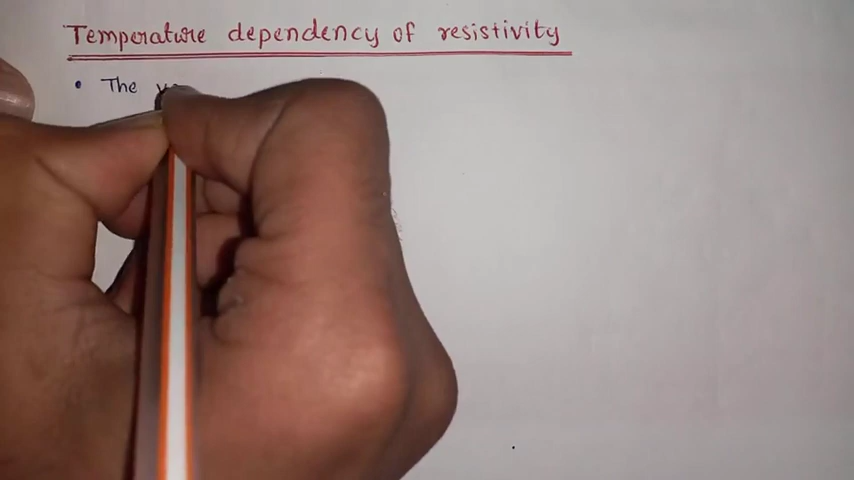 Temperature dependency of resistivity
• The